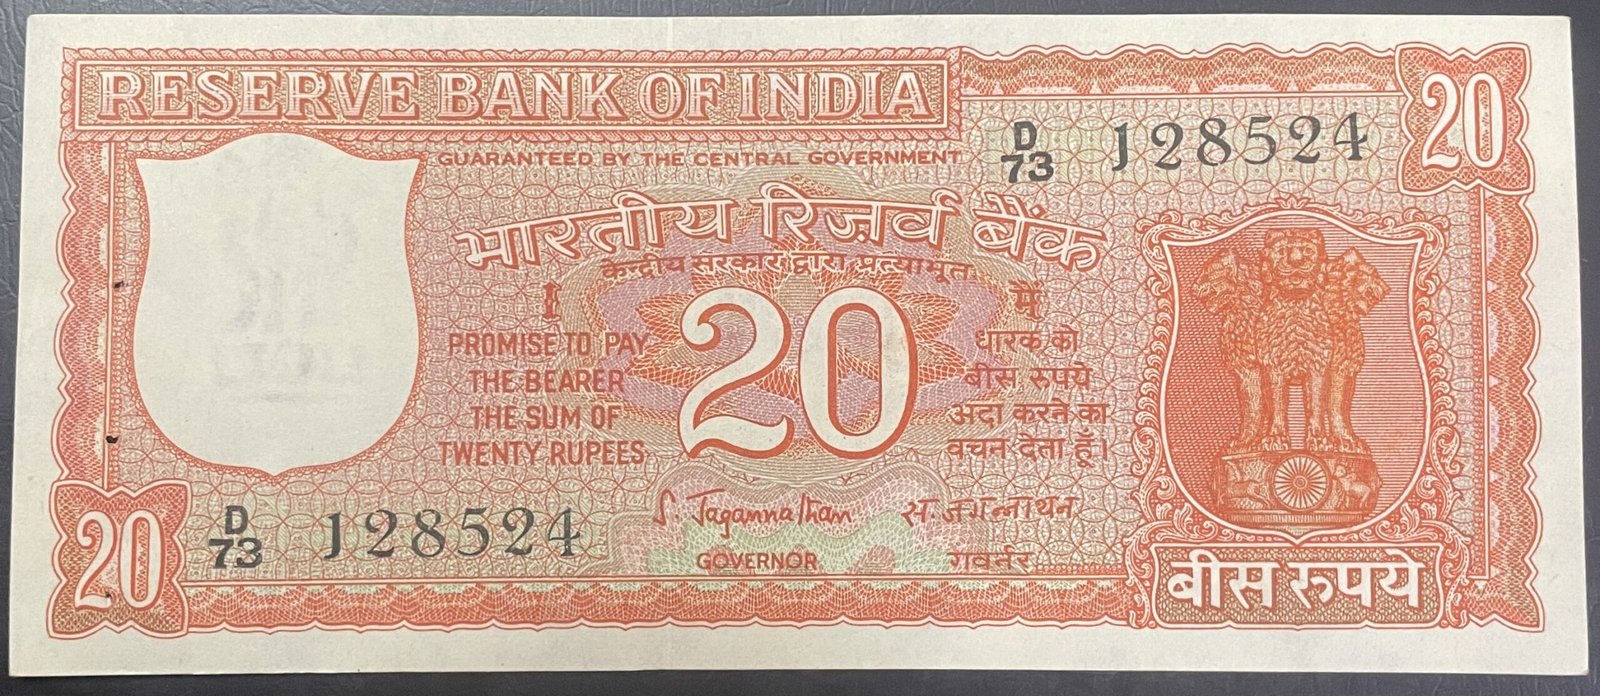 RESERVE BANK OF INDIA
20
GUARANTEED BY THE CENTRAL GOVERNMENT
D/73 J 128524
भारतीय रिज़र्व बैंक
केन्द्रीय सरकार द्वारा प्रत्याभूत
I
PROMISE TO PAY
THE BEARER
THE SUM OF
TWENTY RUPEES
20
मैं
धारक को
बीस रुपये
अदा करने का
वचन देता हूँ।
20
D/73 J 128524
S. Jagannathan
GOVERNOR
स. जगन्नाथन
गवर्नर
बीस रुपये